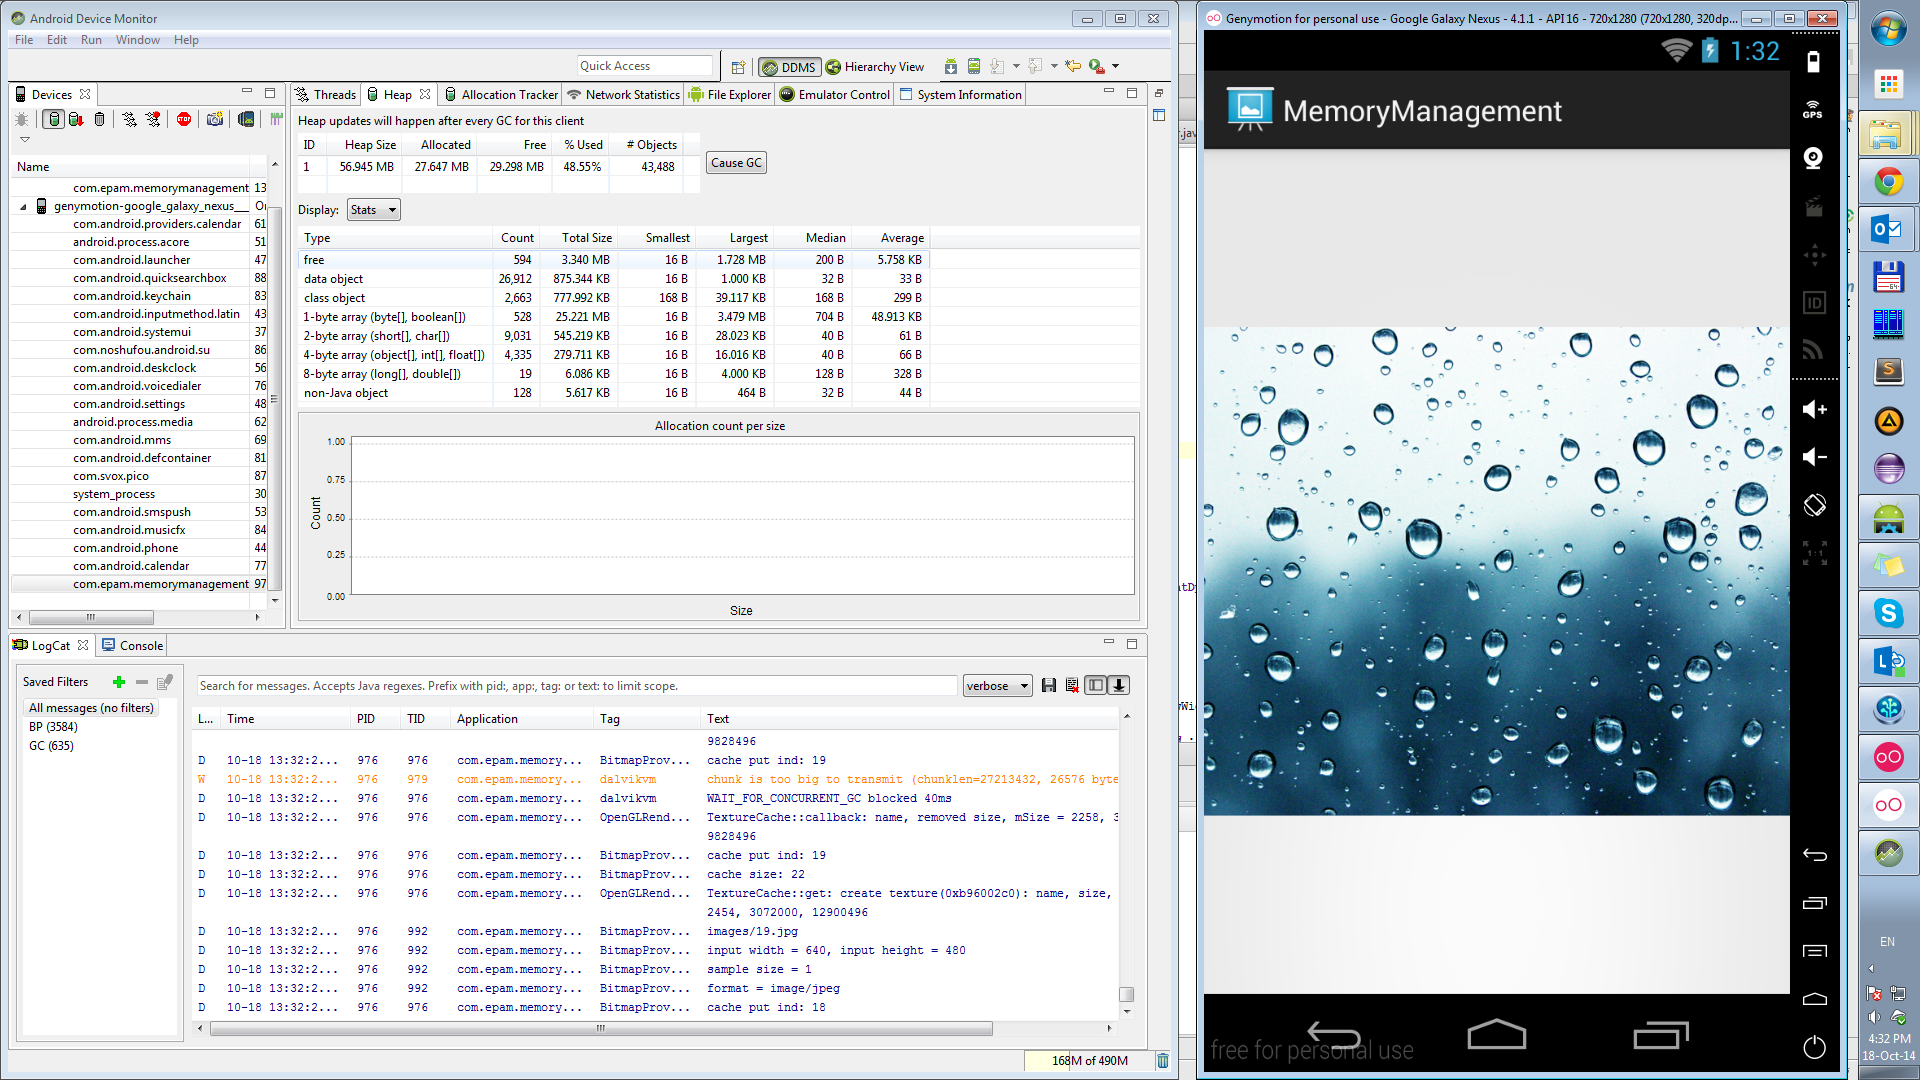 Android Device Monitor
File Edit Run Window Help
Quick Access DDMS Hierarchy View
Devices
Name
com.epam.memorymanagement 13
genymotion-google_galaxy_nexus___
com.android.providers.calendar 61
android.process.acore 51
com.android.launcher 47
com.android.quicksearchbox 88
com.android.keychain 83
com.android.inputmethod.latin 43
com.android.systemui 37
com.noshufou.android.su 86
com.android.deskclock 56
com.android.voicedialer 76
com.android.settings 48
android.process.media 62
com.android.mms 69
com.android.defcontainer 81
com.svox.pico 87
system_process 30
com.android.smspush 53
com.android.musicfx 84
com.android.phone 44
com.android.calendar 77
com.epam.memorymanagement 97
Threads Heap Allocation Tracker Network Statistics File Explorer Emulator Control System Information
Heap updates will happen after every GC for this client
ID Heap Size Allocated Free % Used # Objects
1 56.945 MB 27.647 MB 29.298 MB 48.55% 43,488
Cause GC
Display: Stats
Type Count Total Size Smallest Largest Median Average
free 594 3.340 MB 16 B 1.728 MB 200 B 5.758 KB
data object 26,912 875.344 KB 16 B 1.000 KB 32 B 33 B
class object 2,663 777.992 KB 168 B 39.117 KB 168 B 299 B
1-byte array (byte[], boolean[]) 528 25.221 MB 16 B 3.479 MB 704 B 48.913 KB
2-byte array (short[], char[]) 9,031 545.219 KB 16 B 28.023 KB 40 B 61 B
4-byte array (object[], int[], float[]) 4,335 279.711 KB 16 B 16.016 KB 40 B 66 B
8-byte array (long[], double[]) 19 6.086 KB 16 B 4.000 KB 128 B 328 B
non-Java object 128 5.617 KB 16 B 464 B 32 B 44 B
Allocation count per size
1.00
0.75
0.50
0.25
0.00
Count
Size
LogCat Console
Saved Filters
All messages (no filters)
BP (3584)
GC (635)
Search for messages. Accepts Java regexes. Prefix with pid:, app:, tag: or text: to limit scope.
verbose
L... Time PID TID Application Tag Text
9828496
D 10-18 13:32:2... 976 976 com.epam.memory... BitmapProv... cache put ind: 19
W 10-18 13:32:2... 976 979 com.epam.memory... dalvikvm chunk is too big to transmit (chunklen=27213432, 26576 byte
D 10-18 13:32:2... 976 976 com.epam.memory... dalvikvm WAIT_FOR_CONCURRENT_GC blocked 40ms
D 10-18 13:32:2... 976 976 com.epam.memory... OpenGLRend... TextureCache::callback: name, removed size, mSize = 2258, 3
9828496
D 10-18 13:32:2... 976 976 com.epam.memory... BitmapProv... cache put ind: 19
D 10-18 13:32:2... 976 976 com.epam.memory... BitmapProv... cache size: 22
D 10-18 13:32:2... 976 976 com.epam.memory... OpenGLRend... TextureCache::get: create texture(0xb96002c0): name, size,
2454, 3072000, 12900496
D 10-18 13:32:2... 976 992 com.epam.memory... BitmapProv... images/19.jpg
D 10-18 13:32:2... 976 992 com.epam.memory... BitmapProv... input width = 640, input height = 480
D 10-18 13:32:2... 976 992 com.epam.memory... BitmapProv... sample size = 1
D 10-18 13:32:2... 976 992 com.epam.memory... BitmapProv... format = image/jpeg
D 10-18 13:32:2... 976 976 com.epam.memory... BitmapProv... cache put ind: 18
168M of 490M
Genymotion for personal use - Google Galaxy Nexus - 4.1.1 - API 16 - 720x1280 (720x1280, 320dp...
1:32
MemoryManagement
GPS
ID
1:1
free for personal use
EN
4:32 PM
18-Oct-14